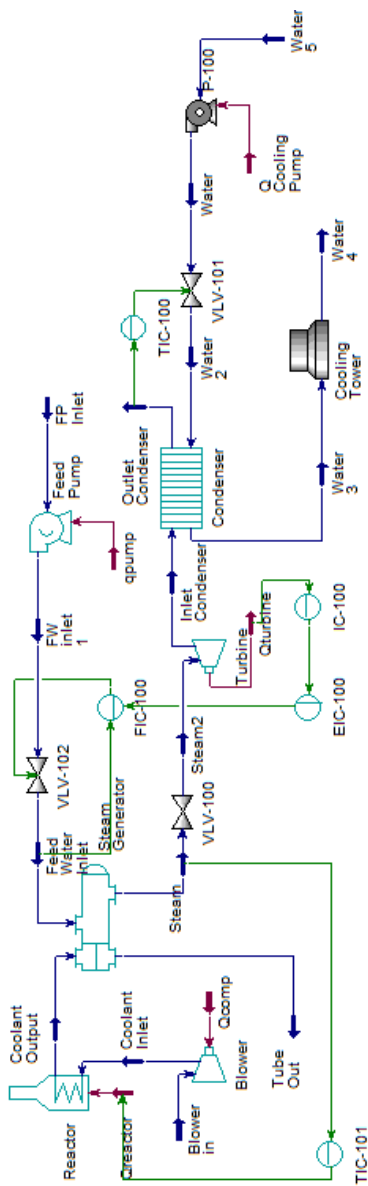 Coolant
Output
Reactor
Qreactor
Coolant
Inlet
Blower
in
Qcomp
Blower
Tube
Out
TIC-101
Feed
Water
Inlet
Steam
Generator
VLV-102
FW
inlet
1
Feed Pump
FP
Inlet
qpump
FIC-100
Steam
VLV-100
Steam2
Turbine
Qturbine
IC-100
EIC-100
Inlet
Condenser
Outlet
Condenser
Condenser
TIC-100
Water
2
VLV-101
Water
P-100
Water
5
Q
Cooling
Pump
Water
3
Cooling
Tower
Water
4